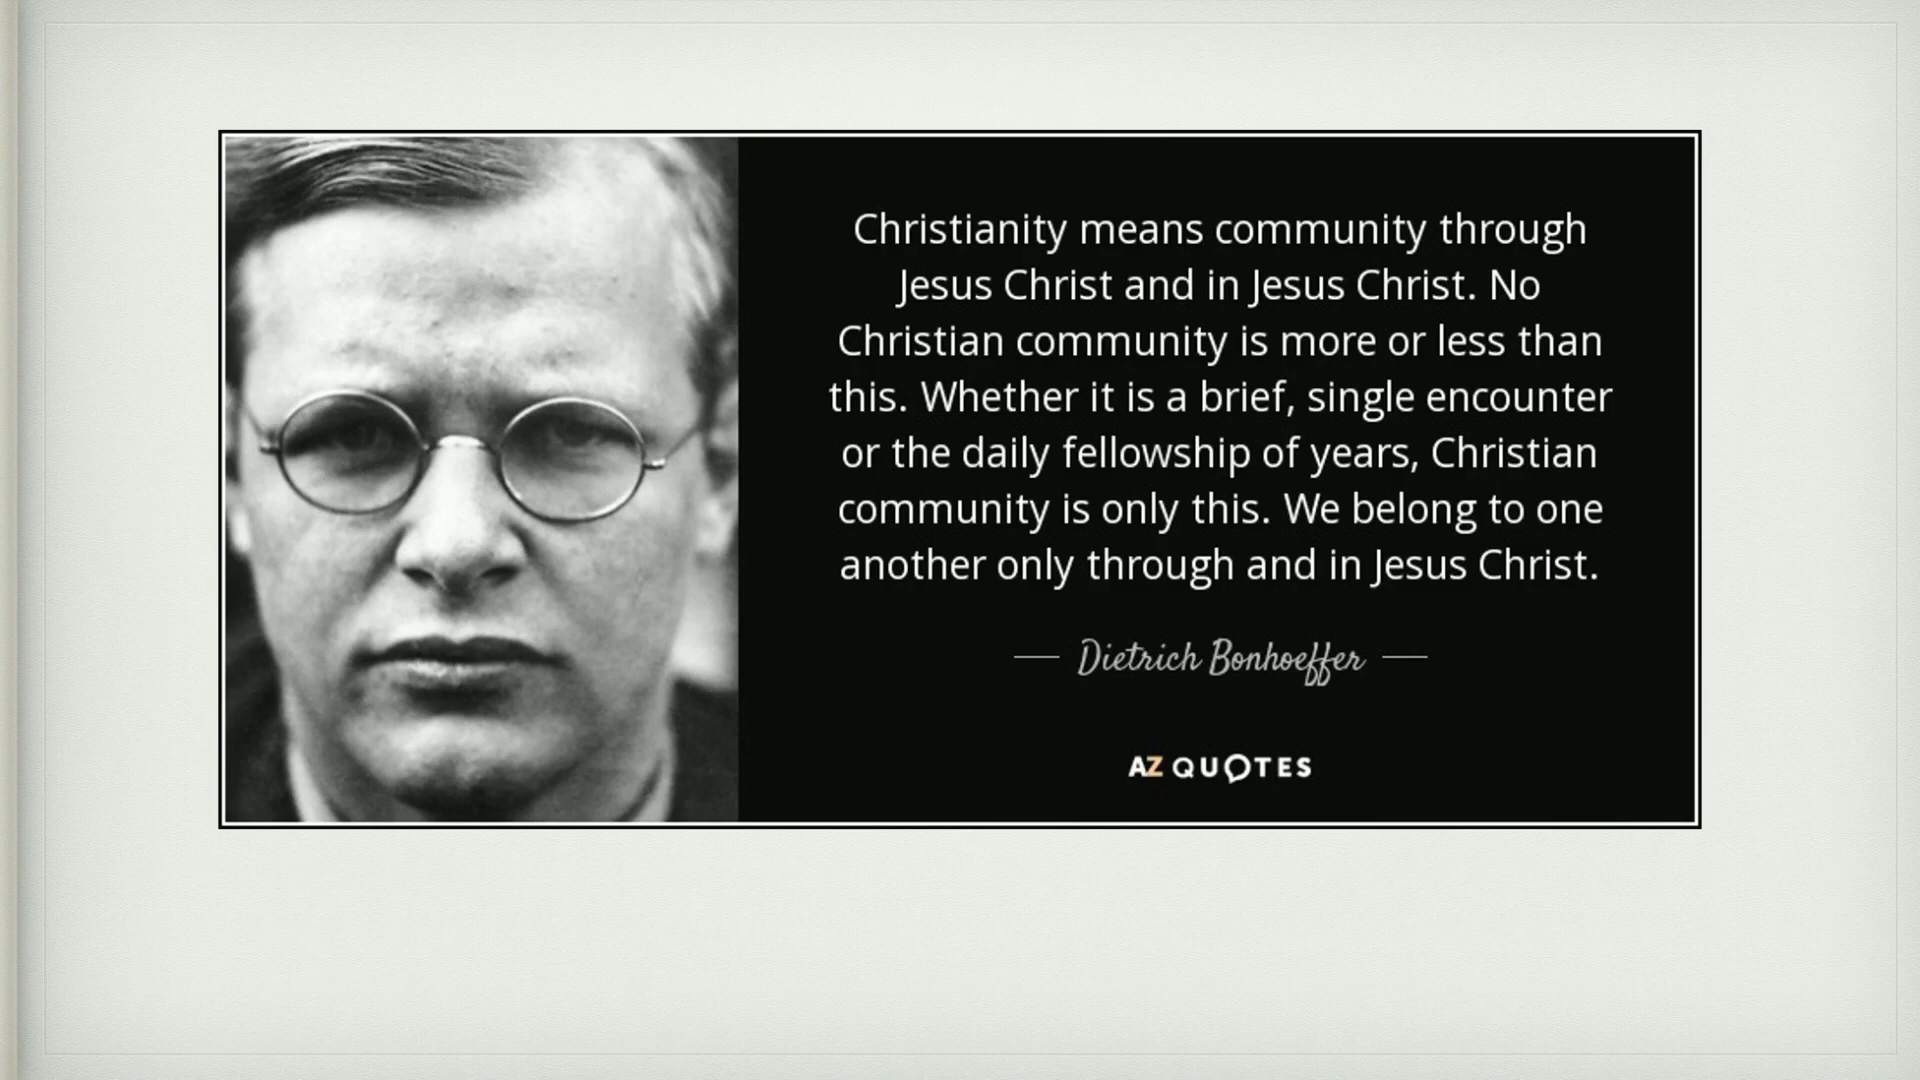 Christianity means community through
Jesus Christ and in Jesus Christ. No
Christian community is more or less than
this. Whether it is a brief, single encounter
or the daily fellowship of years, Christian
community is only this. We belong to one
another only through and in Jesus Christ.
Dietrich Bonhoeffer
AZ QUOTES